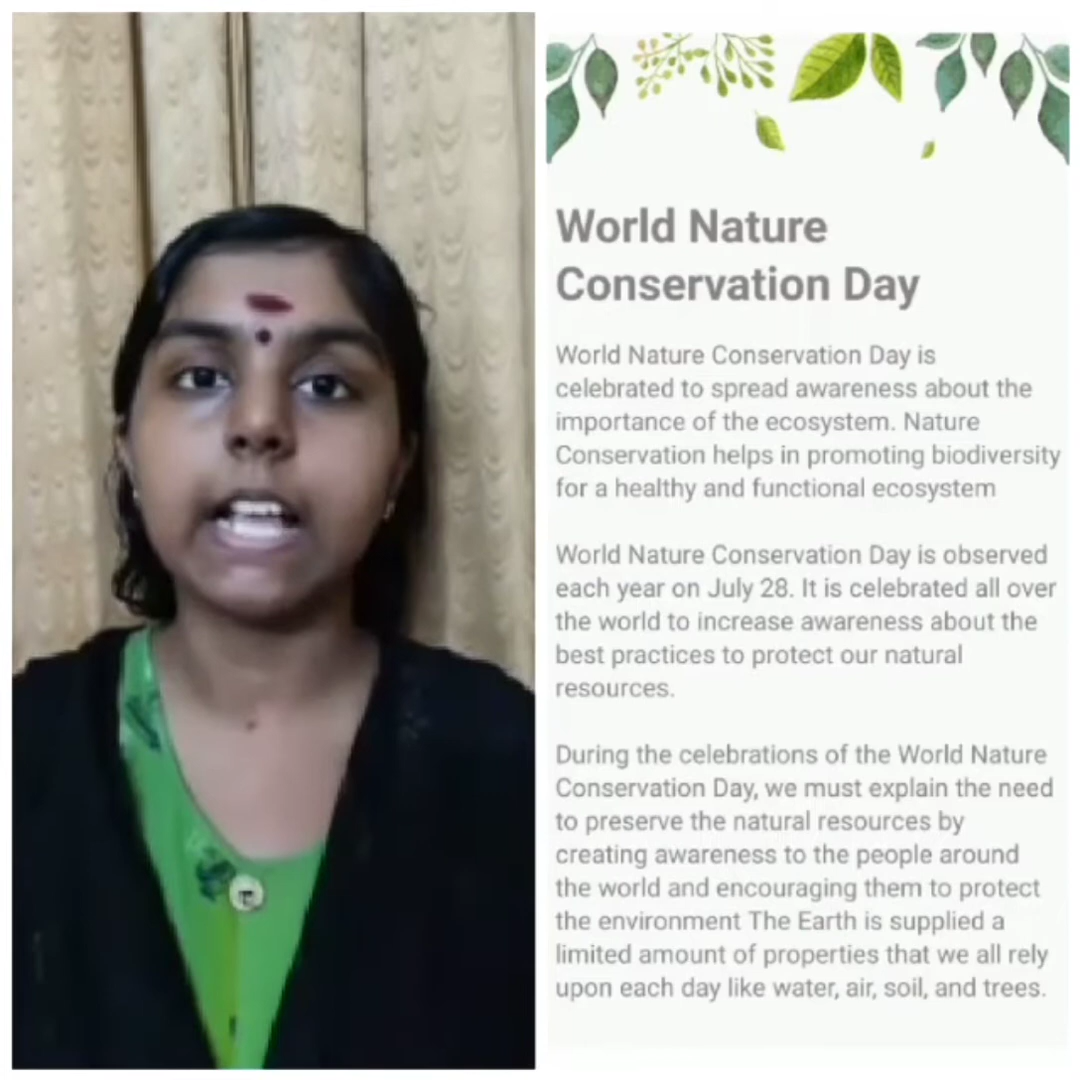 World Nature
Conservation Day
World Nature Conservation Day is
celebrated to spread awareness about the
importance of the ecosystem. Nature
Conservation helps in promoting biodiversity
for a healthy and functional ecosystem
World Nature Conservation Day is observed
each year on July 28. It is celebrated all over
the world to increase awareness about the
best practices to protect our natural
resources.
During the celebrations of the World Nature
Conservation Day, we must explain the need
to preserve the natural resources by
creating awareness to the people around
the world and encouraging them to protect
the environment The Earth is supplied a
limited amount of properties that we all rely
upon each day like water, air, soil, and trees.